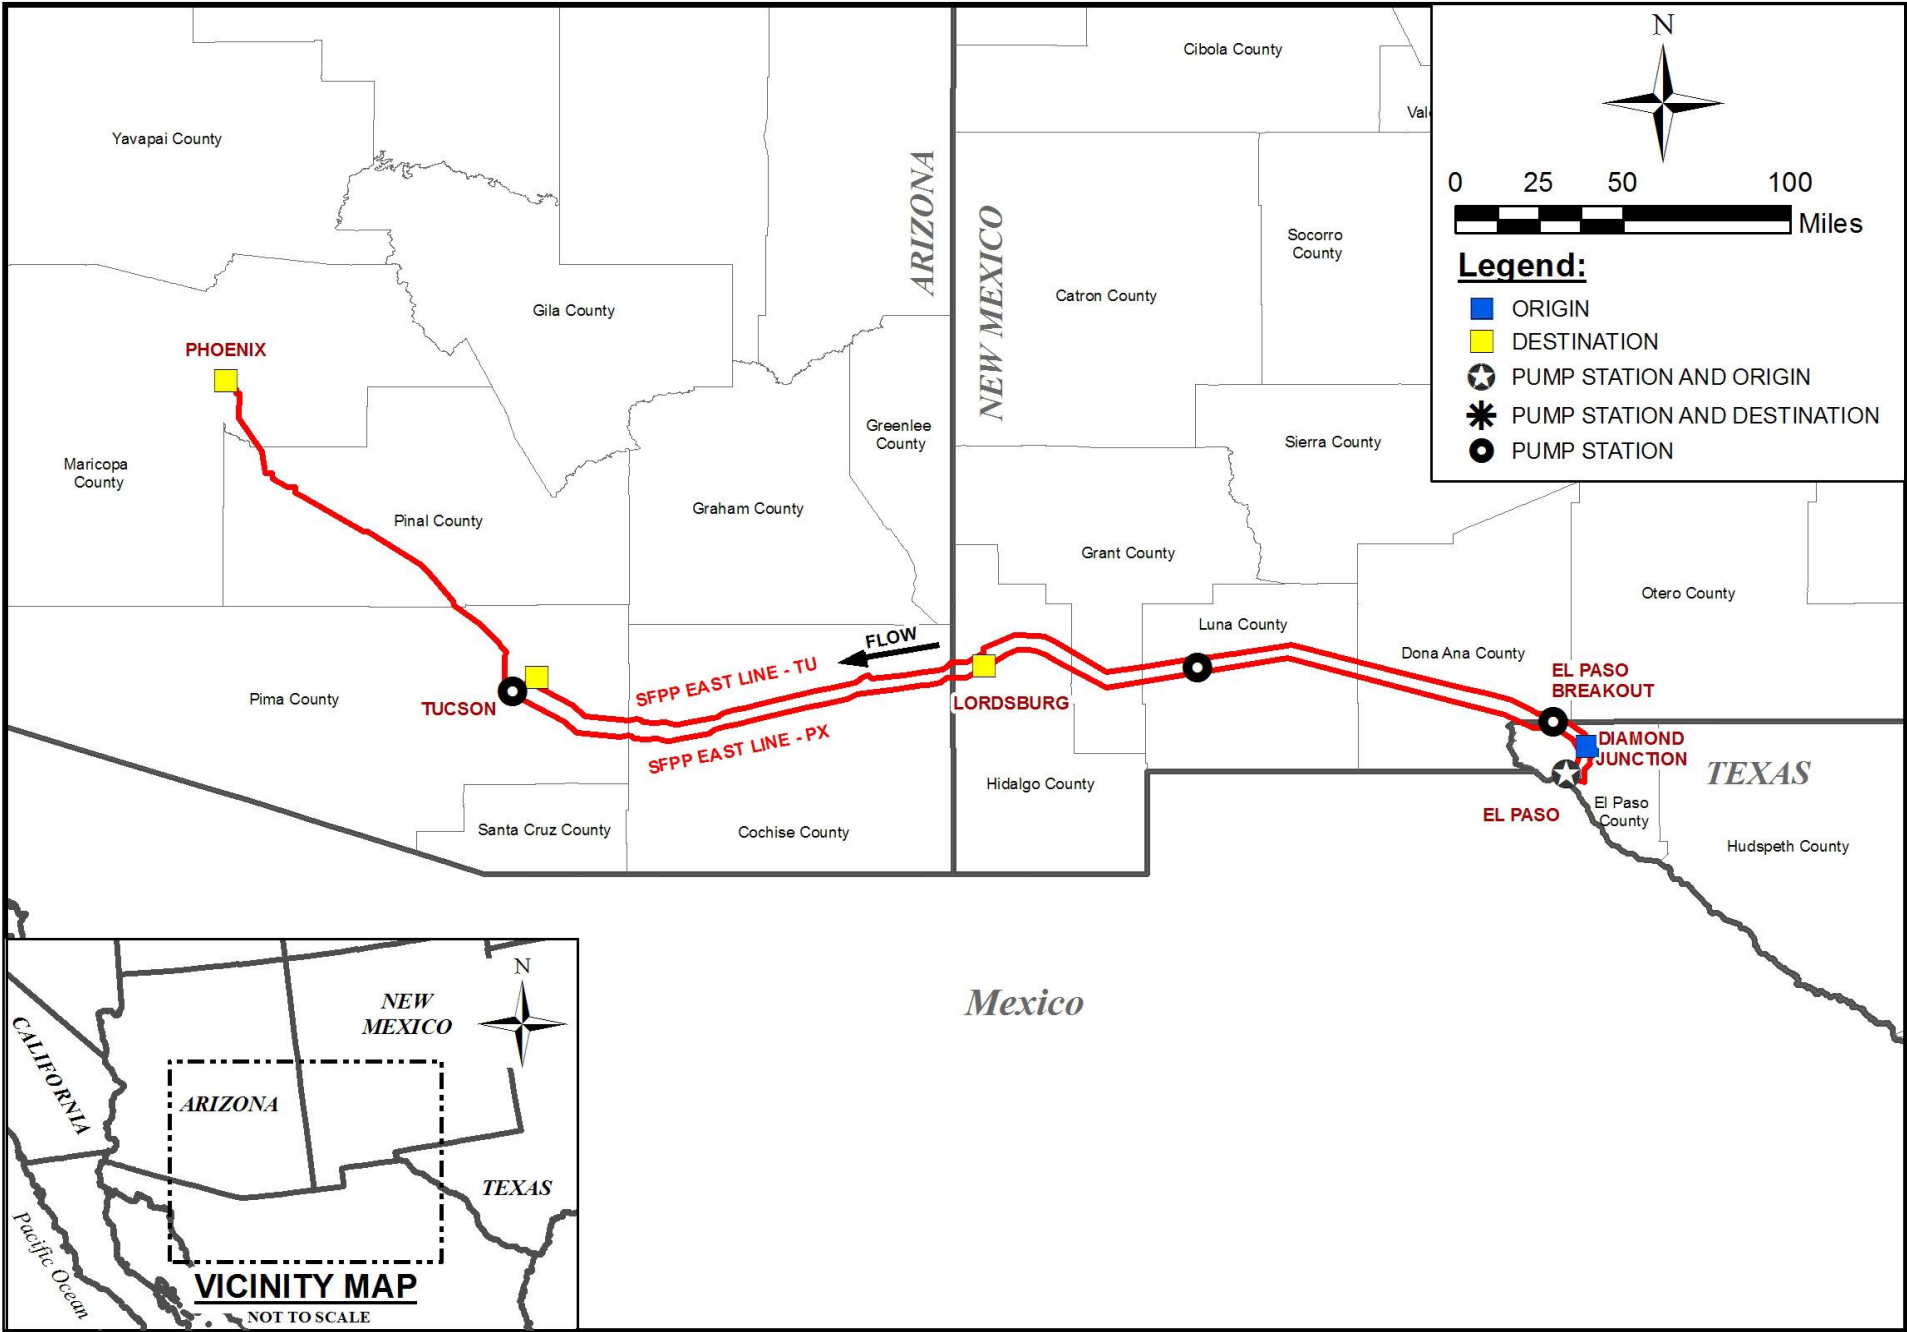 Cibola County
N
Vale
Yavapai County
ARIZONA
NEW MEXICO
0 25 50 100
Miles
Legend:
ORIGIN
DESTINATION
PUMP STATION AND ORIGIN
PUMP STATION AND DESTINATION
PUMP STATION
Socorro
County
Catron County
Gila County
PHOENIX
Greenlee
County
Sierra County
Maricopa
County
Graham County
Pinal County
Grant County
Otero County
Luna County
FLOW
Dona Ana County
SFPP EAST LINE - TU
EL PASO
BREAKOUT
Pima County
TUCSON
LORDSBURG
SFPP EAST LINE - PX
DIAMOND
JUNCTION
TEXAS
Hidalgo County
El Paso
County
EL PASO
Santa Cruz County
Cochise County
Hudspeth County
Mexico
N
NEW
MEXICO
CALIFORNIA
ARIZONA
TEXAS
Pacific Ocean
VICINITY MAP
NOT TO SCALE